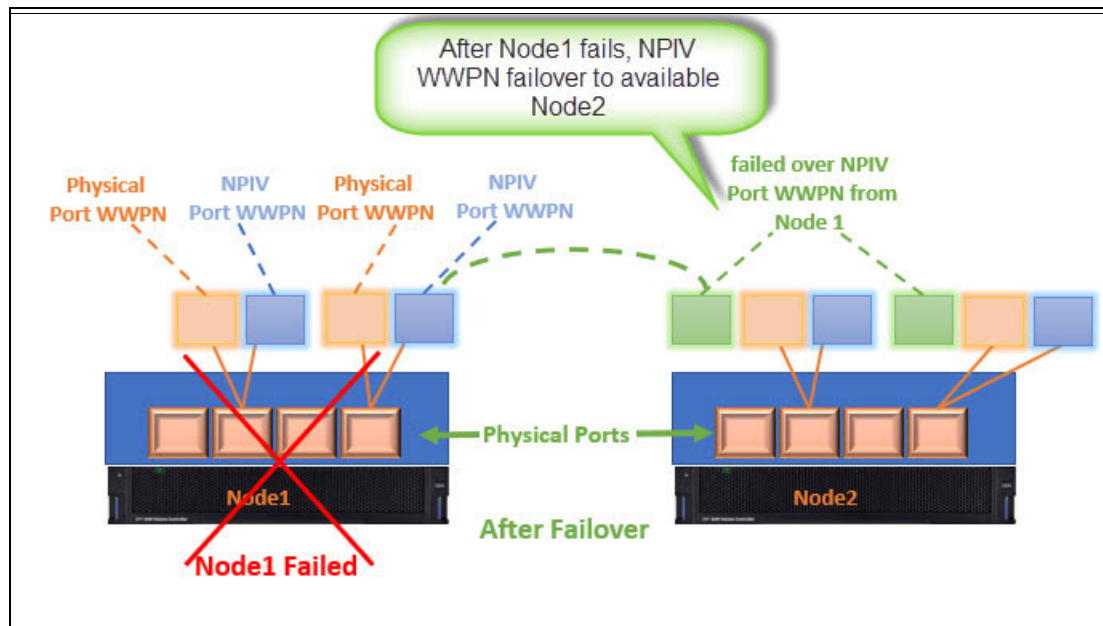 After Node1 fails, NPIV
WWPN failover to available
Node2
failed over NPIV
Port WWPN from
Node 1
Physical
Port WWPN
NPIV
Port WWPN
Physical
Port WWPN
NPIV
Port WWPN
Physical Ports
Node1
Node2
After Failover
Node1 Failed